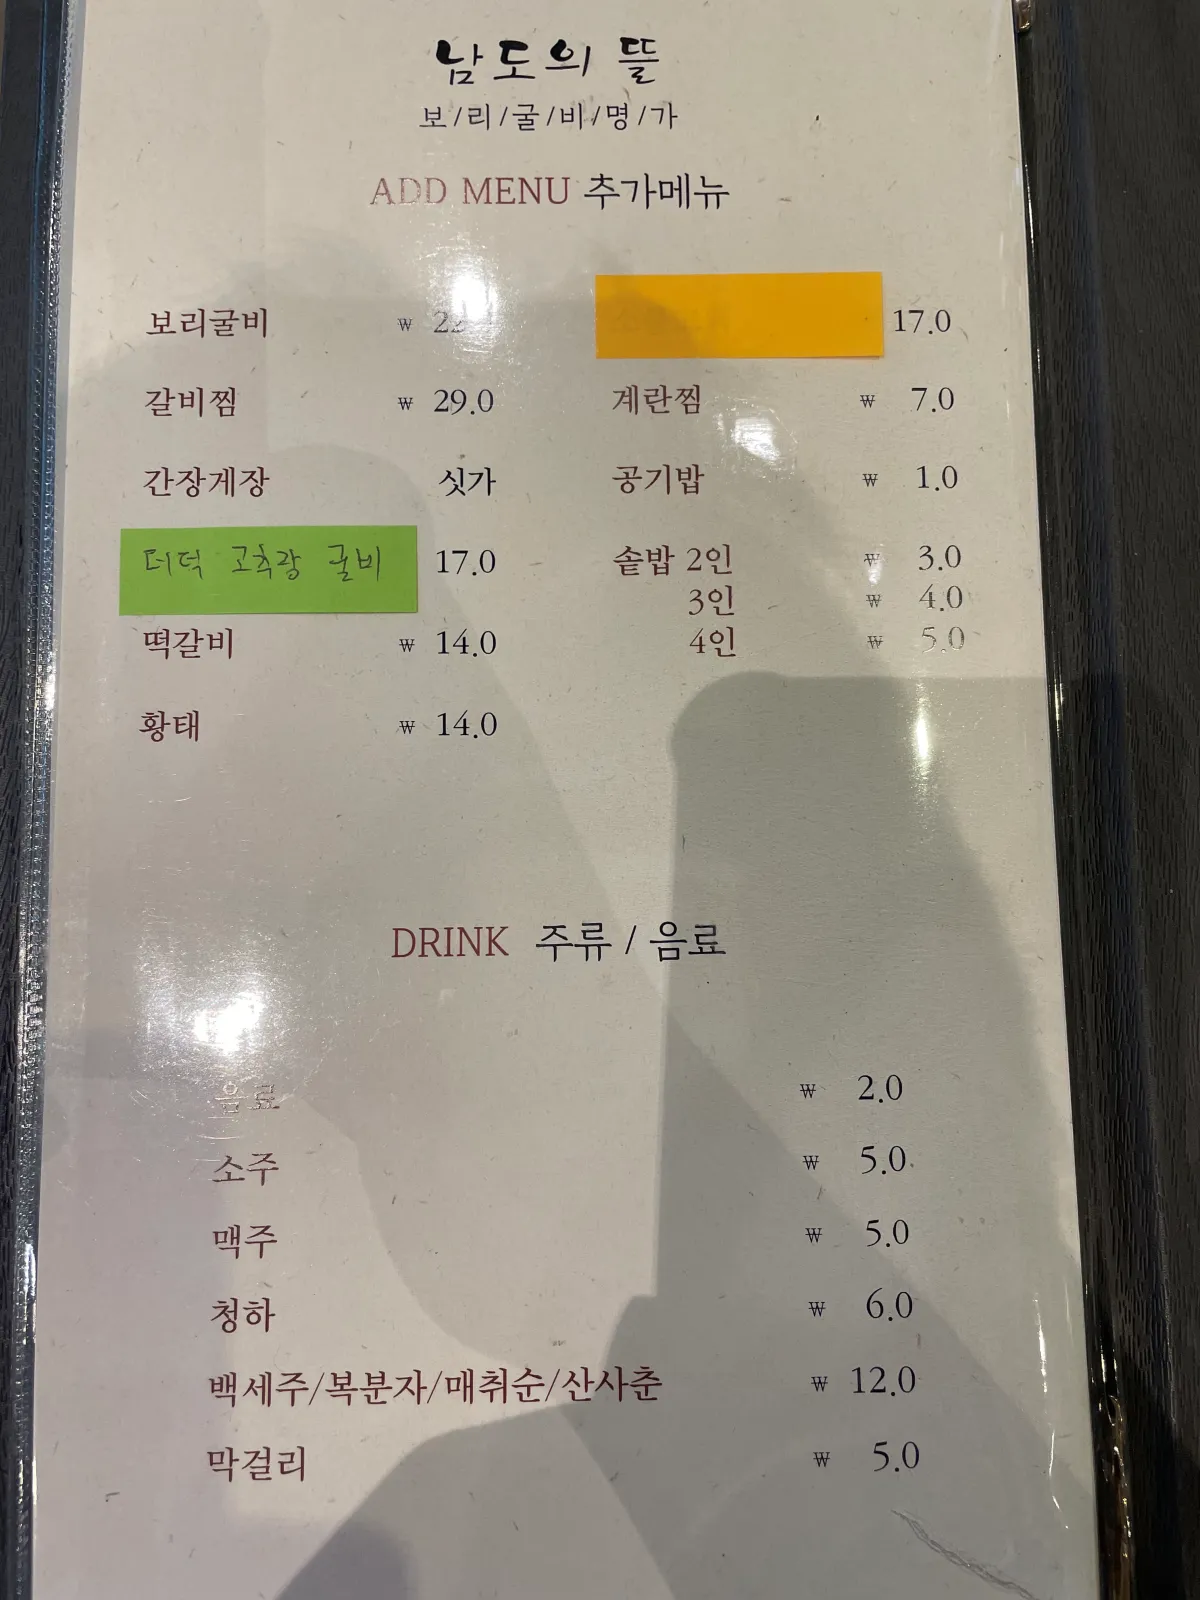 남도의 뜰
보/리/굴/비/명/가
ADD MENU 추가메뉴
보리굴비 ₩
갈비찜 ₩ 29.0
간장게장 싯가
더덕 고추장 굴비 17.0
떡갈비 ₩ 14.0
황태 ₩ 14.0
17.0
계란찜 ₩ 7.0
공기밥 ₩ 1.0
솥밥 2인 ₩ 3.0
3인 ₩ 4.0
4인 ₩ 5.0
DRINK 주류 / 음료
음료 ₩ 2.0
소주 ₩ 5.0
맥주 ₩ 5.0
청하 ₩ 6.0
백세주/복분자/매취순/산사춘 ₩ 12.0
막걸리 ₩ 5.0